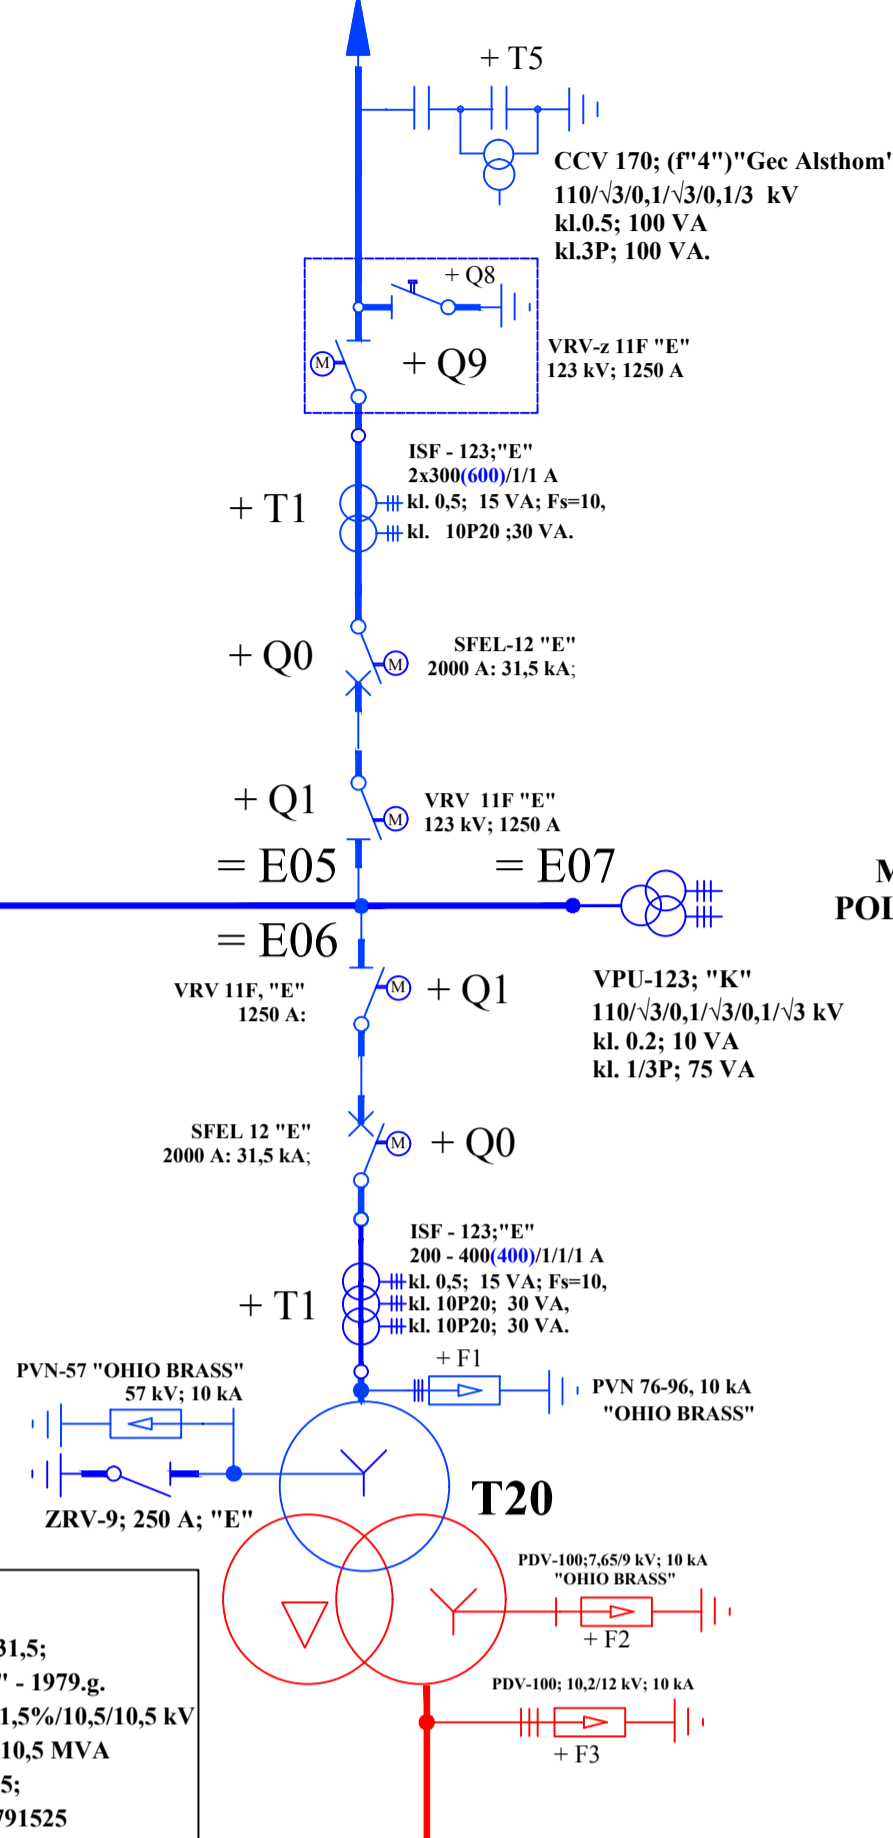 + T5
CCV 170; (f"4")"Gec Alsthom"
110/√3/0,1/√3/0,1/3 kV
kl.0.5; 100 VA
kl.3P; 100 VA.
+ Q8
M
+ Q9
VRV-z 11F "E"
123 kV; 1250 A
ISF - 123;"E"
2x300(600)/1/1 A
+ T1
kl. 0,5; 15 VA; Fs=10,
kl. 10P20 ;30 VA.
+ Q0
M
SFEL-12 "E"
2000 A: 31,5 kA;
+ Q1
M
VRV 11F "E"
123 kV; 1250 A
= E05
= E07
M
POI
= E06
VRV 11F, "E"
1250 A:
M
+ Q1
VPU-123; "K"
110/√3/0,1/√3/0,1/√3 kV
kl. 0.2; 10 VA
kl. 1/3P; 75 VA
SFEL 12 "E"
2000 A: 31,5 kA;
M
+ Q0
ISF - 123;"E"
200 - 400(400)/1/1/1 A
+ T1
kl. 0,5; 15 VA; Fs=10,
kl. 10P20; 30 VA,
kl. 10P20; 30 VA.
+ F1
PVN-57 "OHIO BRASS"
57 kV; 10 kA
PVN 76-96, 10 kA
"OHIO BRASS"
T20
ZRV-9; 250 A; "E"
PDV-100;7,65/9 kV; 10 kA
"OHIO BRASS"
+ F2
31,5;
" - 1979.g.
1,5%/10,5/10,5 kV
10,5 MVA
5;
791525
PDV-100; 10,2/12 kV; 10 kA
+ F3